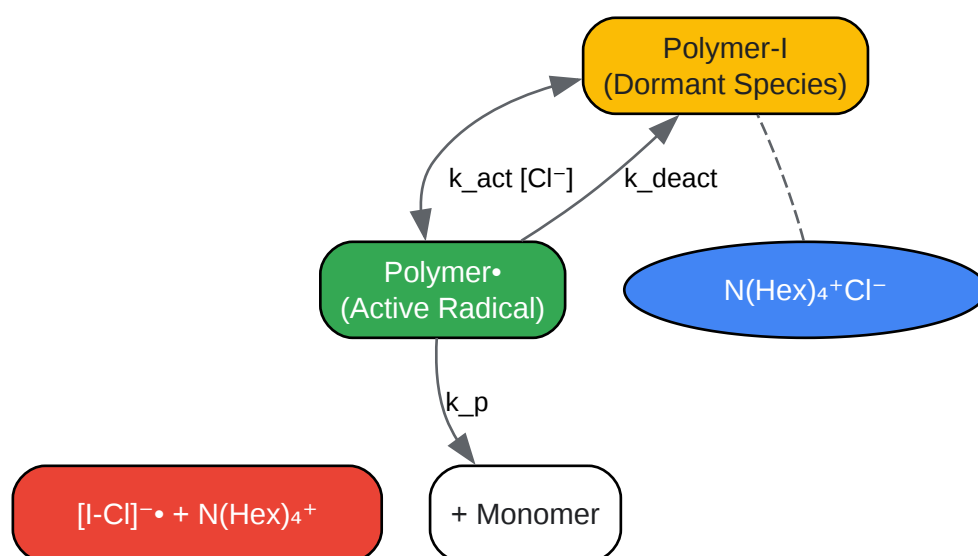 Polymer-I
(Dormant Species)
k_act [Cl⁻]
k_deact
Polymer•
(Active Radical)
N(Hex)₄⁺Cl⁻
k_p
[I-Cl]⁻• + N(Hex)₄⁺
+ Monomer